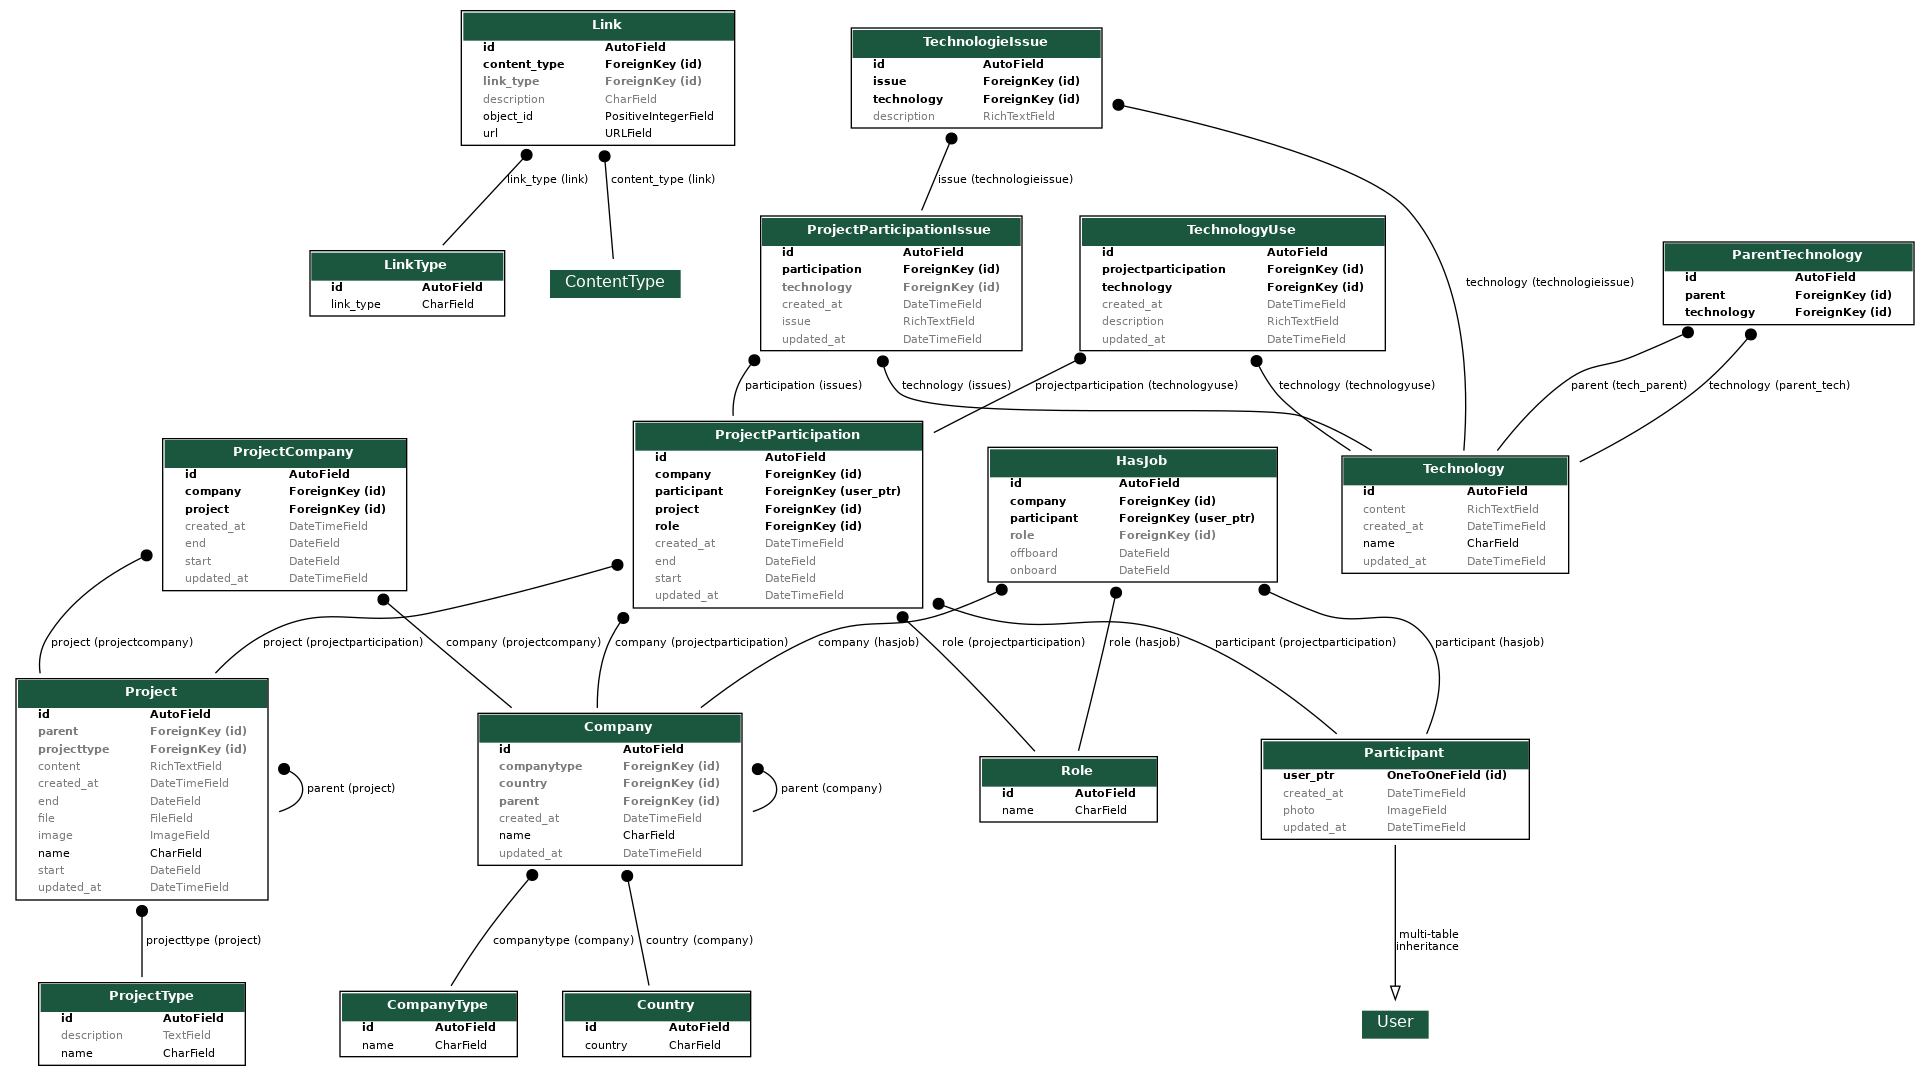 Link
id AutoField
content_type ForeignKey (id)
link_type ForeignKey (id)
description CharField
object_id PositiveIntegerField
url URLField
TechnologieIssue
id AutoField
issue ForeignKey (id)
technology ForeignKey (id)
description RichTextField
link_type (link)
content_type (link)
issue (technologieissue)
LinkType
id AutoField
link_type CharField
ContentType
ProjectParticipationIssue
id AutoField
participation ForeignKey (id)
technology ForeignKey (id)
created_at DateTimeField
issue RichTextField
updated_at DateTimeField
TechnologyUse
id AutoField
projectparticipation ForeignKey (id)
technology ForeignKey (id)
created_at DateTimeField
description RichTextField
updated_at DateTimeField
technology (technologieissue)
ParentTechnology
id AutoField
parent ForeignKey (id)
technology ForeignKey (id)
participation (issues)
technology (issues)
projectparticipation (technologyuse)
technology (technologyuse)
parent (tech_parent)
technology (parent_tech)
ProjectCompany
id AutoField
company ForeignKey (id)
project ForeignKey (id)
created_at DateTimeField
end DateField
start DateField
updated_at DateTimeField
ProjectParticipation
id AutoField
company ForeignKey (id)
participant ForeignKey (user_ptr)
project ForeignKey (id)
role ForeignKey (id)
created_at DateTimeField
end DateField
start DateField
updated_at DateTimeField
HasJob
id AutoField
company ForeignKey (id)
participant ForeignKey (user_ptr)
role ForeignKey (id)
offboard DateField
onboard DateField
Technology
id AutoField
content RichTextField
created_at DateTimeField
name CharField
updated_at DateTimeField
project (projectcompany)
project (projectparticipation)
company (projectcompany)
company (projectparticipation)
company (hasjob)
role (projectparticipation)
role (hasjob)
participant (projectparticipation)
participant (hasjob)
Project
id AutoField
parent ForeignKey (id)
projecttype ForeignKey (id)
content RichTextField
created_at DateTimeField
end DateField
file FileField
image ImageField
name CharField
start DateField
updated_at DateTimeField
parent (project)
Company
id AutoField
companytype ForeignKey (id)
country ForeignKey (id)
parent ForeignKey (id)
created_at DateTimeField
name CharField
updated_at DateTimeField
parent (company)
Role
id AutoField
name CharField
Participant
user_ptr OneToOneField (id)
created_at DateTimeField
photo ImageField
updated_at DateTimeField
projecttype (project)
companytype (company)
country (company)
multi-table
inheritance
ProjectType
id AutoField
description TextField
name CharField
CompanyType
id AutoField
name CharField
Country
id AutoField
country CharField
User